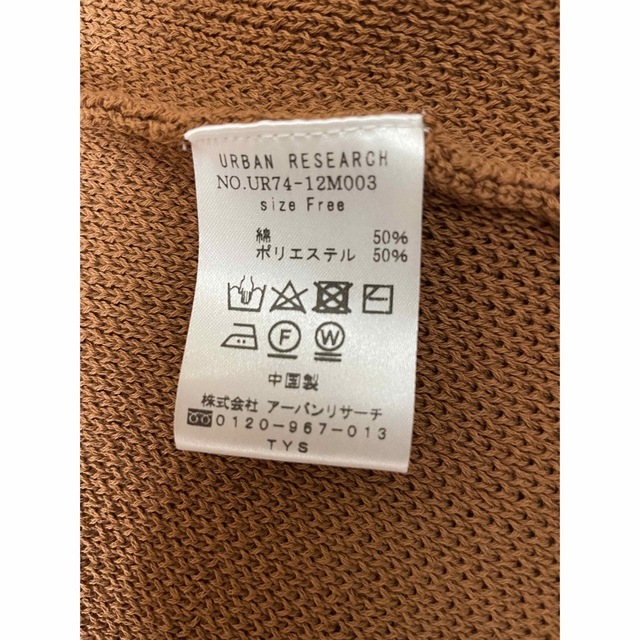 URBAN RESEARCH
NO.UR74-12M003
size Free
綿 50%
ポリエステル 50%
F W
中国製
株式会社 アーバンリサーチ
0120-967-013
TYS